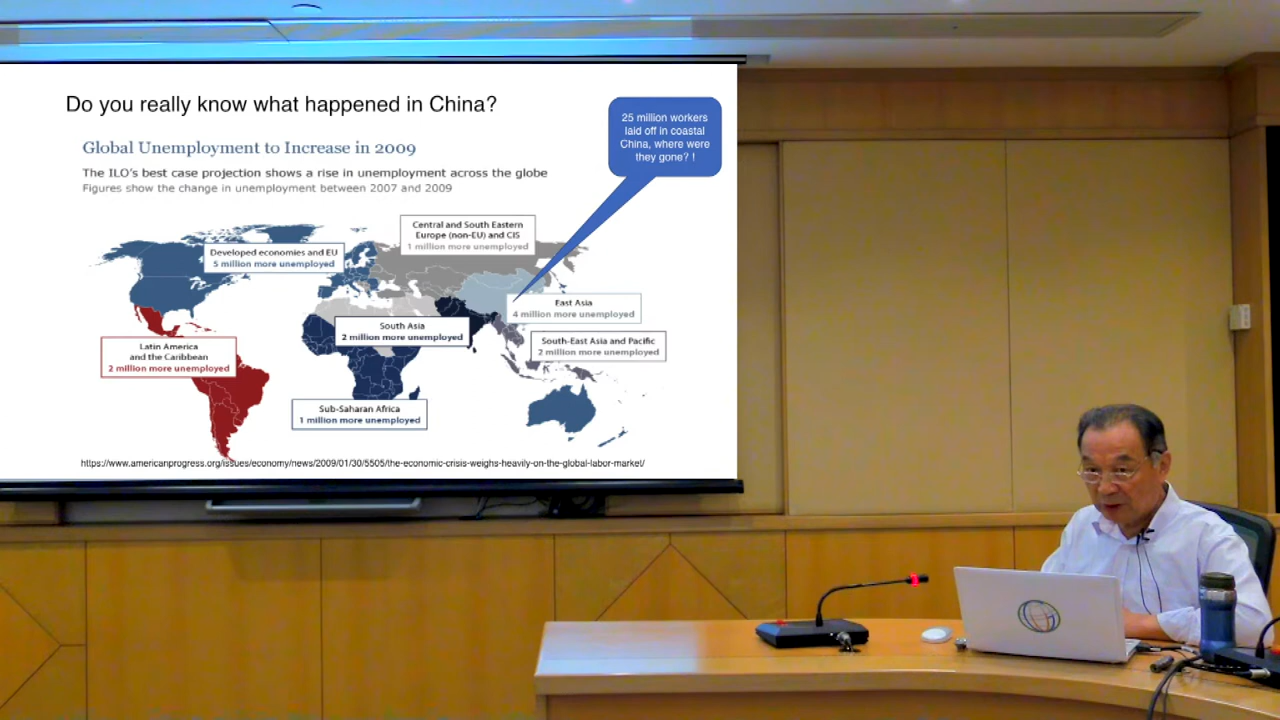 Do you really know what happened in China?
25 million workers
laid off in coastal
China, where were
they gone? !
Global Unemployment to Increase in 2009
The ILO's best case projection shows a rise in unemployment across the globe
Figures show the change in unemployment between 2007 and 2009
Central and South Eastern
Europe (non-EU) and CIS
1 million more unemployed
Developed economies and EU
5 million more unemployed
East Asia
4 million more unemployed
South Asia
2 million more unemployed
South-East Asia and Pacific
2 million more unemployed
Latin America
and the Caribbean
2 million more unemployed
Sub-Saharan Africa
1 million more unemployed
https://www.americanprogress.org/issues/economy/news/2009/01/30/5505/the-economic-crisis-weighs-heavily-on-the-global-labor-market/